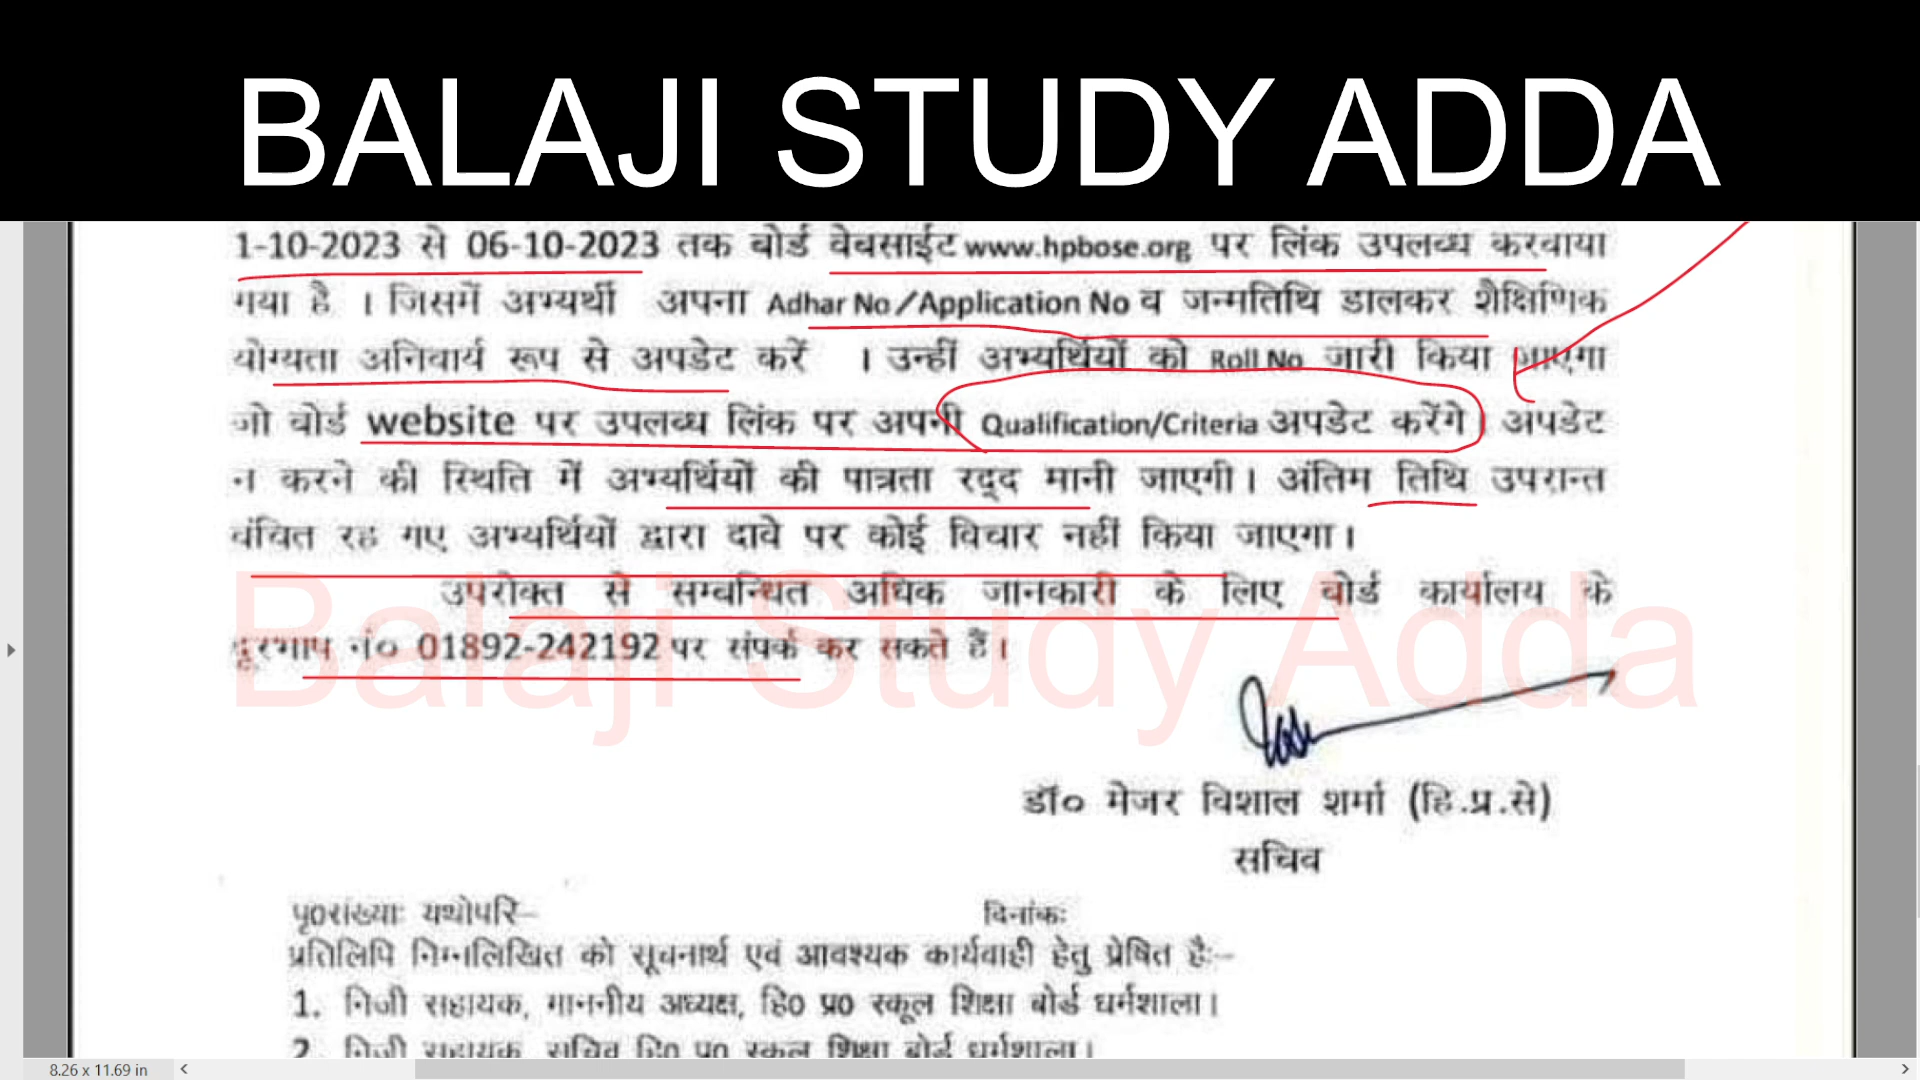 BALAJI STUDY ADDA
1-10-2023 से 06-10-2023 तक बोर्ड वेबसाईट www.hpbose.org पर लिंक उपलब्ध करवाया
गया है । जिसमें अभ्यर्थी अपना Adhar No/Application No व जन्मतिथि डालकर शैक्षिणिक
योग्यता अनिवार्य रूप से अपडेट करें । उन्हीं अभ्यर्थियों को Roll No जारी किया जाएगा
जो बोर्ड website पर उपलब्ध लिंक पर अपनी Qualification/Criteria अपडेट करेंगे । अपडेट
न करने की स्थिति में अभ्यर्थियों की पात्रता रद्द मानी जाएगी। अंतिम तिथि उपरान्त
वंचित रह गए अभ्यर्थियों द्वारा दावे पर कोई विचार नहीं किया जाएगा।
उपरोक्त से सम्बन्धित अधिक जानकारी के लिए बोर्ड कार्यालय के
दूरभाष नं० 01892-242192 पर संपर्क कर सकते हैं।
Balaji Study Adda
डॉ० मेजर विशाल शर्मा (हि.प्र.से)
सचिव
पृ0संख्याः यथोपरि– दिनांकः
प्रतिलिपि निम्नलिखित को सूचनार्थ एवं आवश्यक कार्यवाही हेतु प्रेषित हैः–
1. निजी सहायक, माननीय अध्यक्ष, हि0 प्र0 स्कूल शिक्षा बोर्ड धर्मशाला।
2. निजी सहायक, सचिव हि0 प्र0 स्कूल शिक्षा बोर्ड धर्मशाला।
8.26 x 11.69 in